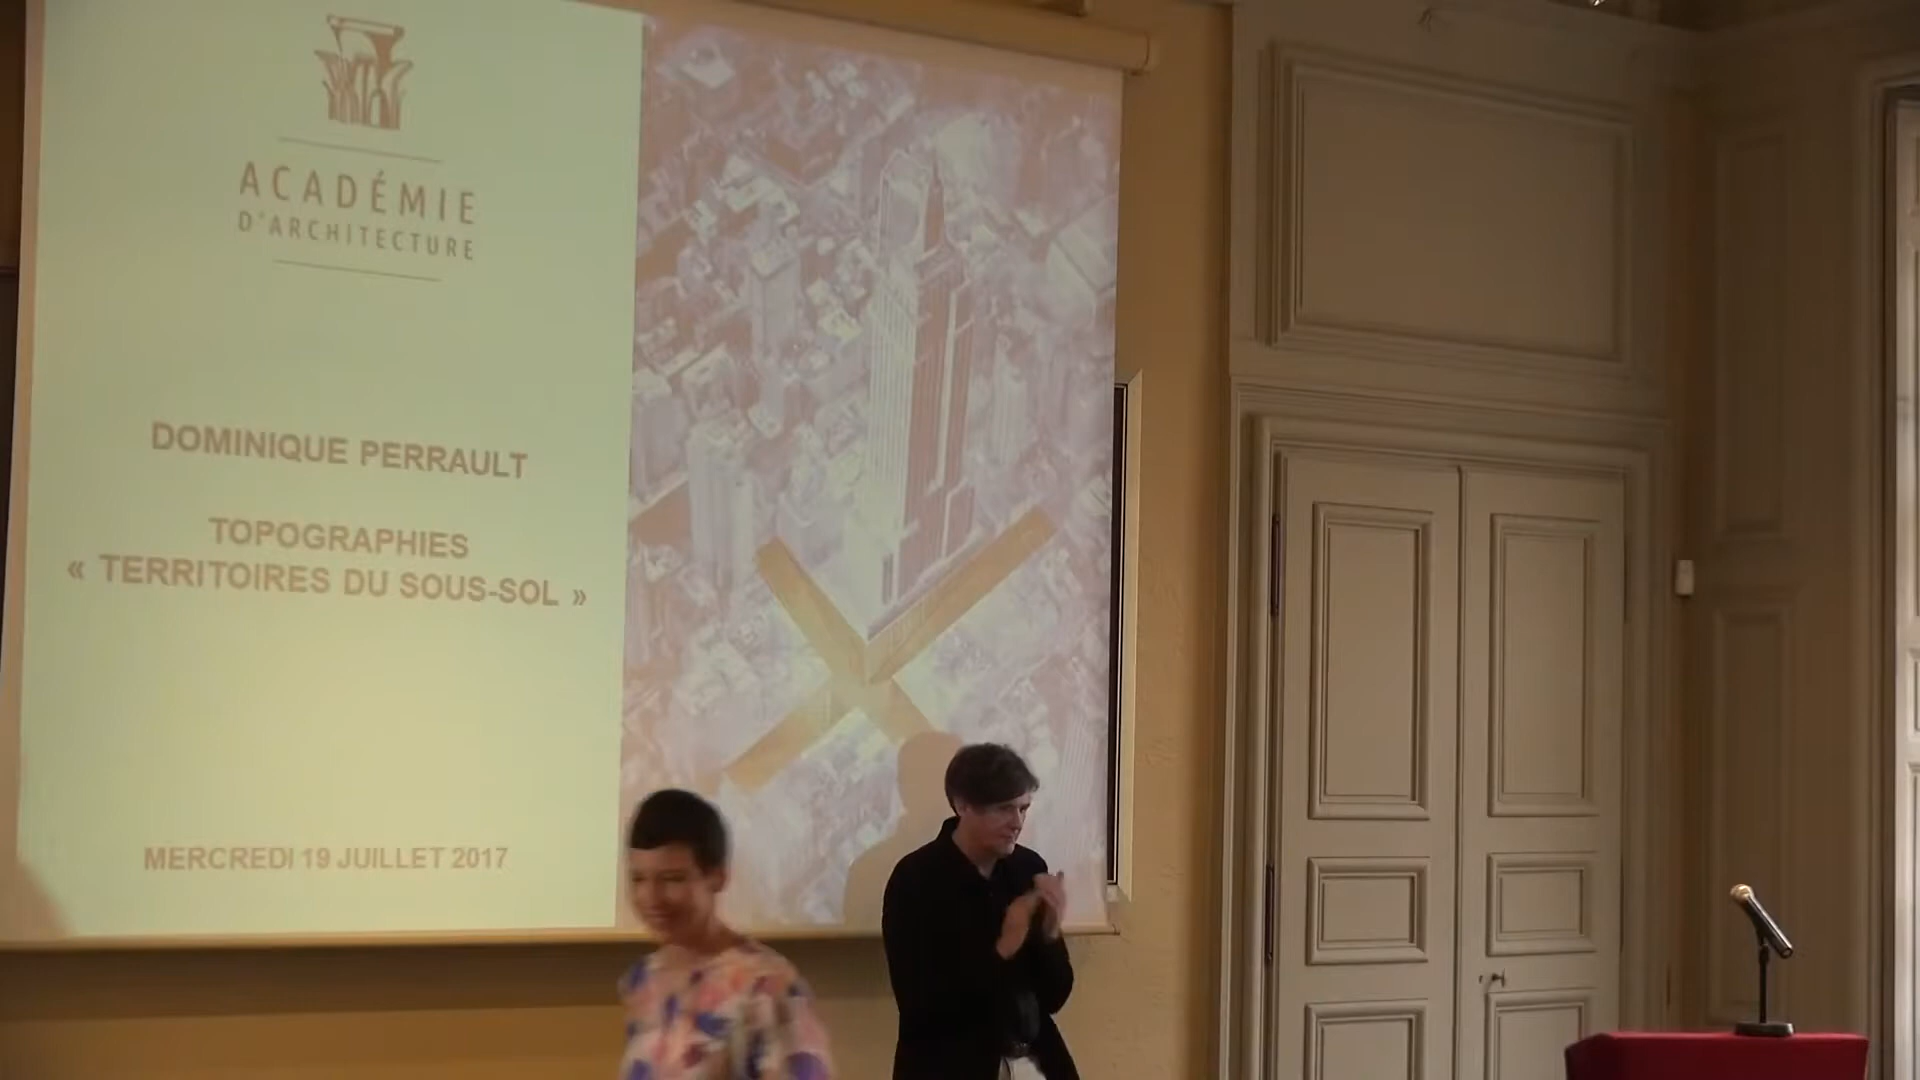 ACADÉMIE
D'ARCHITECTURE
DOMINIQUE PERRAULT
TOPOGRAPHIES
« TERRITOIRES DU SOUS-SOL »
MERCREDI 19 JUILLET 2017